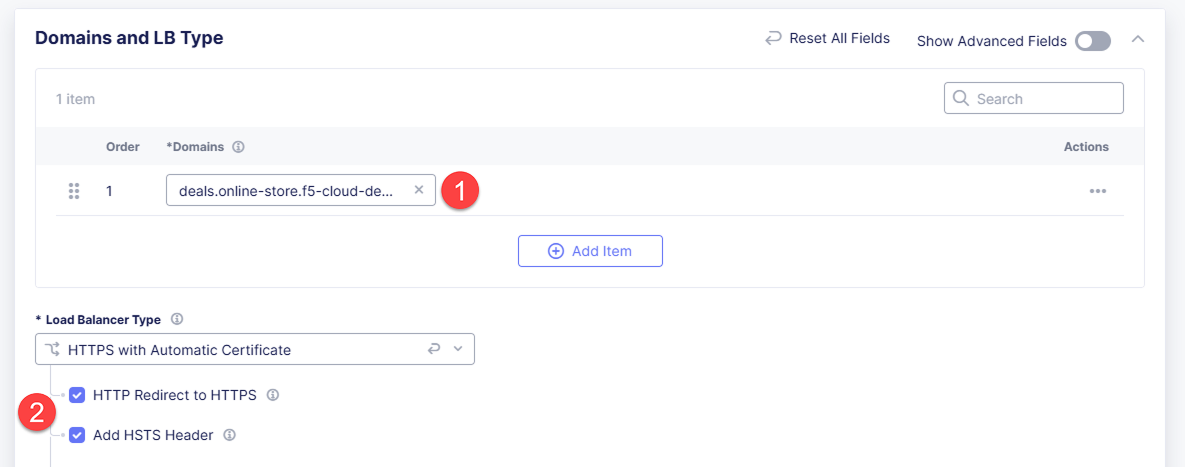 Domains and LB Type
Reset All Fields
Show Advanced Fields
1 item
Search
Order
*Domains
Actions
1
deals.online-store.f5-cloud-de...
1
Add Item
* Load Balancer Type
HTTPS with Automatic Certificate
HTTP Redirect to HTTPS
2
Add HSTS Header